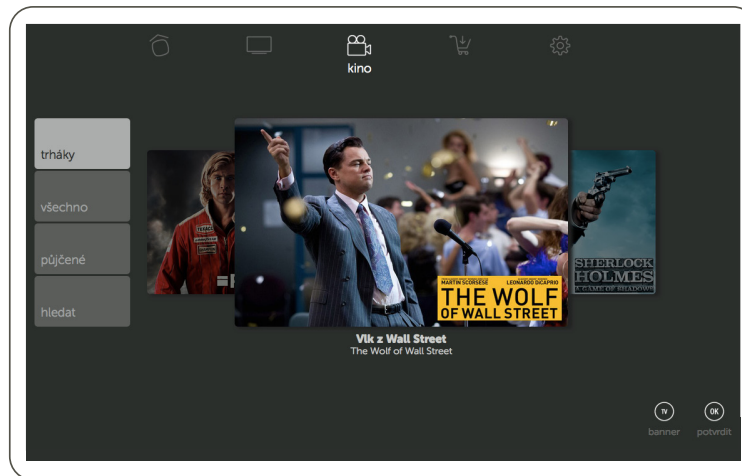 kino
trháky
všechno
půjčené
hledat
MARTIN SCORSESE LEONARDO DiCAPRIO
THE WOLF
OF WALL STREET
SHERLOCK
HOLMES
A GAME OF SHADOWS
Vlk z Wall Street
The Wolf of Wall Street
TV
banner
OK
potvrdit